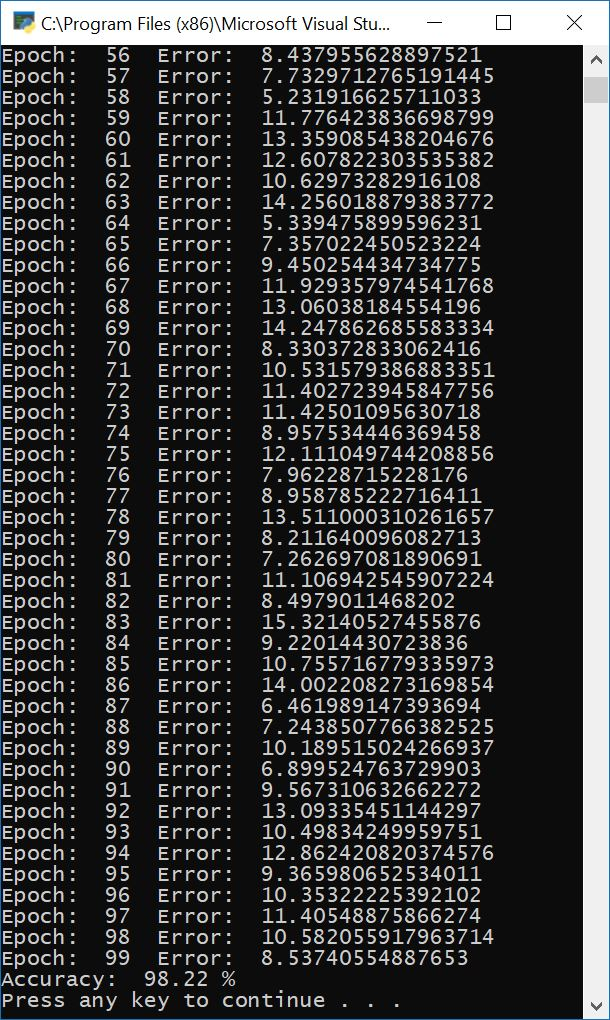 C:\Program Files (x86)\Microsoft Visual Stu...
Epoch:  56  Error:  8.437955628897521
Epoch:  57  Error:  7.7329712765191445
Epoch:  58  Error:  5.231916625711033
Epoch:  59  Error:  11.776423836698799
Epoch:  60  Error:  13.359085438204676
Epoch:  61  Error:  12.607822303535382
Epoch:  62  Error:  10.62973282916108
Epoch:  63  Error:  14.256018879383772
Epoch:  64  Error:  5.339475899596231
Epoch:  65  Error:  7.357022450523224
Epoch:  66  Error:  9.450254434734775
Epoch:  67  Error:  11.929357974541768
Epoch:  68  Error:  13.06038184554196
Epoch:  69  Error:  14.247862685583334
Epoch:  70  Error:  8.330372833062416
Epoch:  71  Error:  10.531579386883351
Epoch:  72  Error:  11.402723945847756
Epoch:  73  Error:  11.42501095630718
Epoch:  74  Error:  8.957534446369458
Epoch:  75  Error:  12.111049744208856
Epoch:  76  Error:  7.96228715228176
Epoch:  77  Error:  8.958785222716411
Epoch:  78  Error:  13.511000310261657
Epoch:  79  Error:  8.211640096082713
Epoch:  80  Error:  7.262697081890691
Epoch:  81  Error:  11.106942545907224
Epoch:  82  Error:  8.4979011468202
Epoch:  83  Error:  15.32140527455876
Epoch:  84  Error:  9.22014430723836
Epoch:  85  Error:  10.755716779335973
Epoch:  86  Error:  14.002208273169854
Epoch:  87  Error:  6.461989147393694
Epoch:  88  Error:  7.2438507766382525
Epoch:  89  Error:  10.189515024266937
Epoch:  90  Error:  6.899524763729903
Epoch:  91  Error:  9.567310632662272
Epoch:  92  Error:  13.09335451144297
Epoch:  93  Error:  10.49834249959751
Epoch:  94  Error:  12.862420820374576
Epoch:  95  Error:  9.365980652534011
Epoch:  96  Error:  10.35322225392102
Epoch:  97  Error:  11.40548875866274
Epoch:  98  Error:  10.582055917963714
Epoch:  99  Error:  8.53740554887653
Accuracy:  98.22 %
Press any key to continue . . .